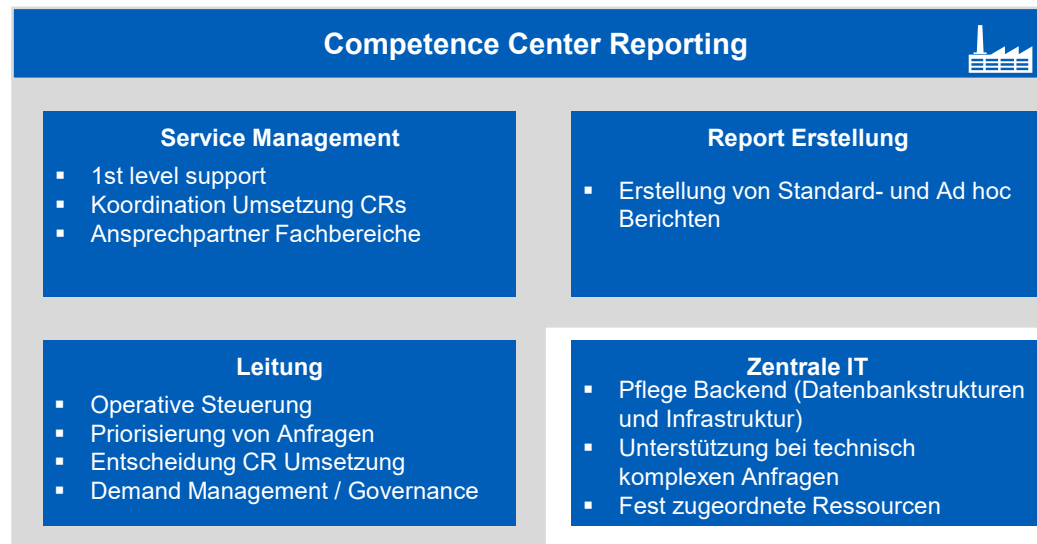 Competence Center Reporting
Service Management
▪ 1st level support
▪ Koordination Umsetzung CRs
▪ Ansprechpartner Fachbereiche
Report Erstellung
▪ Erstellung von Standard- und Ad hoc
Berichten
Leitung
▪ Operative Steuerung
▪ Priorisierung von Anfragen
▪ Entscheidung CR Umsetzung
▪ Demand Management / Governance
Zentrale IT
▪ Pflege Backend (Datenbankstrukturen
und Infrastruktur)
▪ Unterstützung bei technisch
komplexen Anfragen
▪ Fest zugeordnete Ressourcen